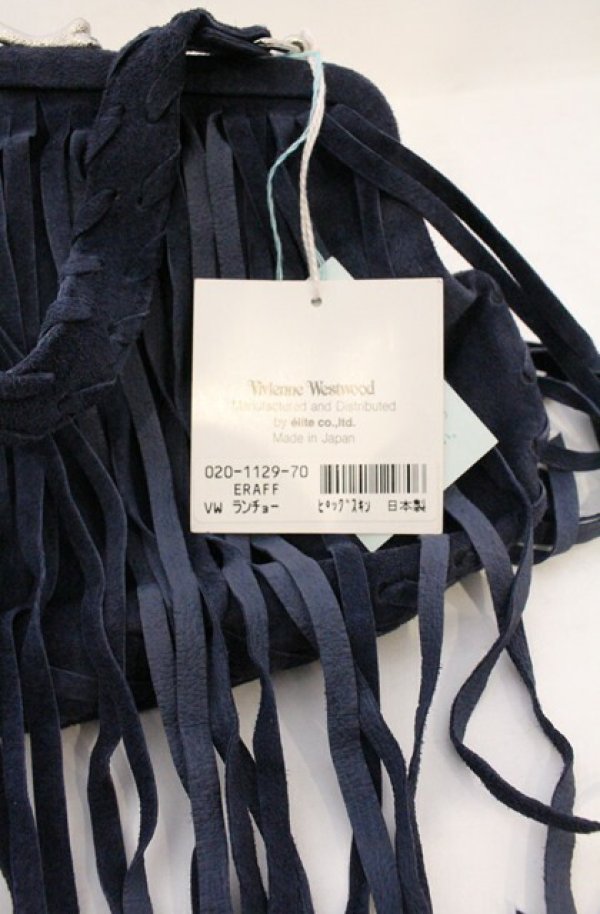 Vivienne Westwood
Manufactured and Distributed
by élite co.,ltd.
Made in Japan
020-1129-70
ERAFF
VW ランチョー ﾋﾟｯｸﾞｽｷﾝ 日本製